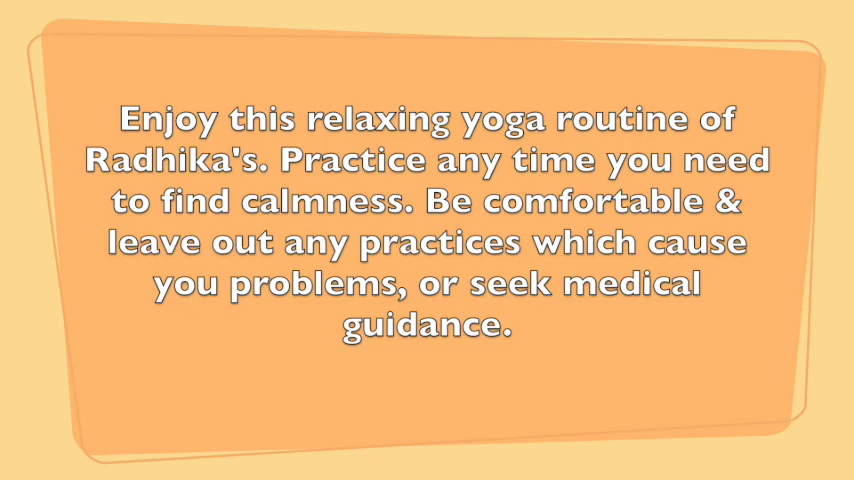 Enjoy this relaxing yoga routine of
Radhika's. Practice any time you need
to find calmness. Be comfortable &
leave out any practices which cause
you problems, or seek medical
guidance.